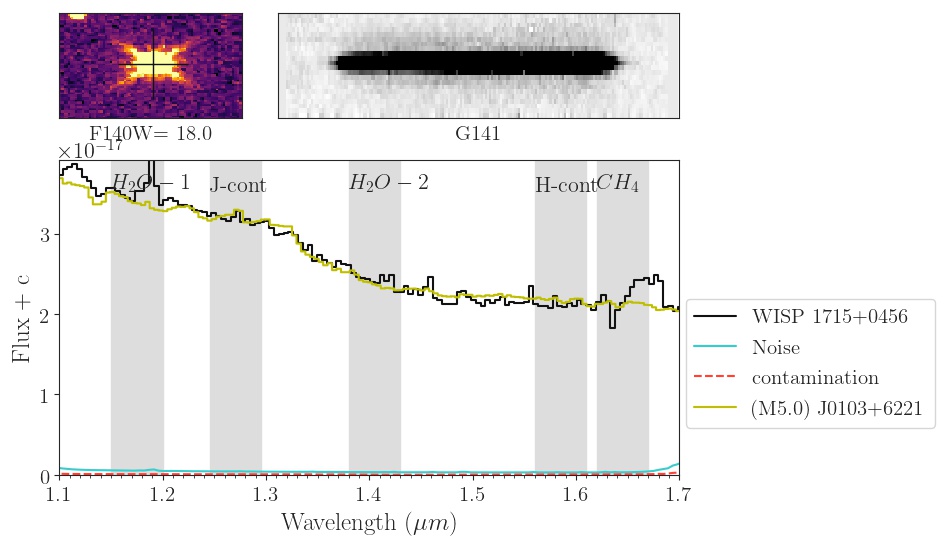 F140W= 18.0
G141
×10⁻¹⁷
H₂O − 1
J-cont
H₂O − 2
H-cont
CH₄
3
2
1
0
1.1 1.2 1.3 1.4 1.5 1.6 1.7
Flux + c
Wavelength (μm)
WISP 1715+0456
Noise
contamination
(M5.0) J0103+6221